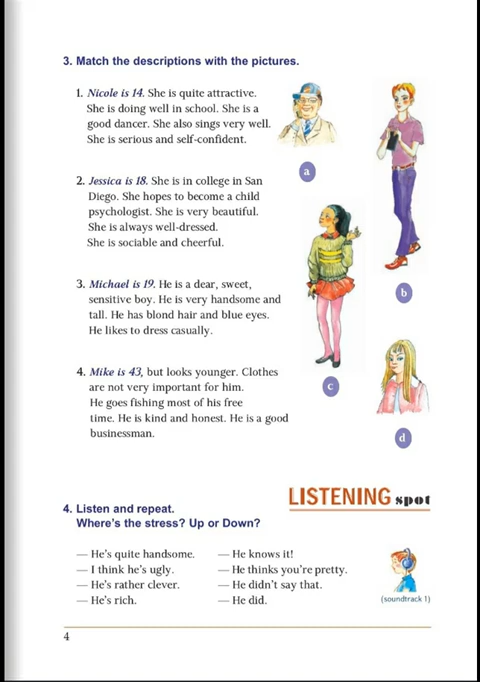 3. Match the descriptions with the pictures.
1. Nicole is 14. She is quite attractive.
She is doing well in school. She is a
good dancer. She also sings very well.
She is serious and self-confident.
a
2. Jessica is 18. She is in college in San
Diego. She hopes to become a child
psychologist. She is very beautiful.
She is always well-dressed.
She is sociable and cheerful.
b
3. Michael is 19. He is a dear, sweet,
sensitive boy. He is very handsome and
tall. He has blond hair and blue eyes.
He likes to dress casually.
c
4. Mike is 43, but looks younger. Clothes
are not very important for him.
He goes fishing most of his free
time. He is kind and honest. He is a good
businessman.
d
LISTENING spot
4. Listen and repeat.
Where's the stress? Up or Down?
— He's quite handsome.
— I think he's ugly.
— He's rather clever.
— He's rich.
— He knows it!
— He thinks you're pretty.
— He didn't say that.
— He did.
(soundtrack 1)
4